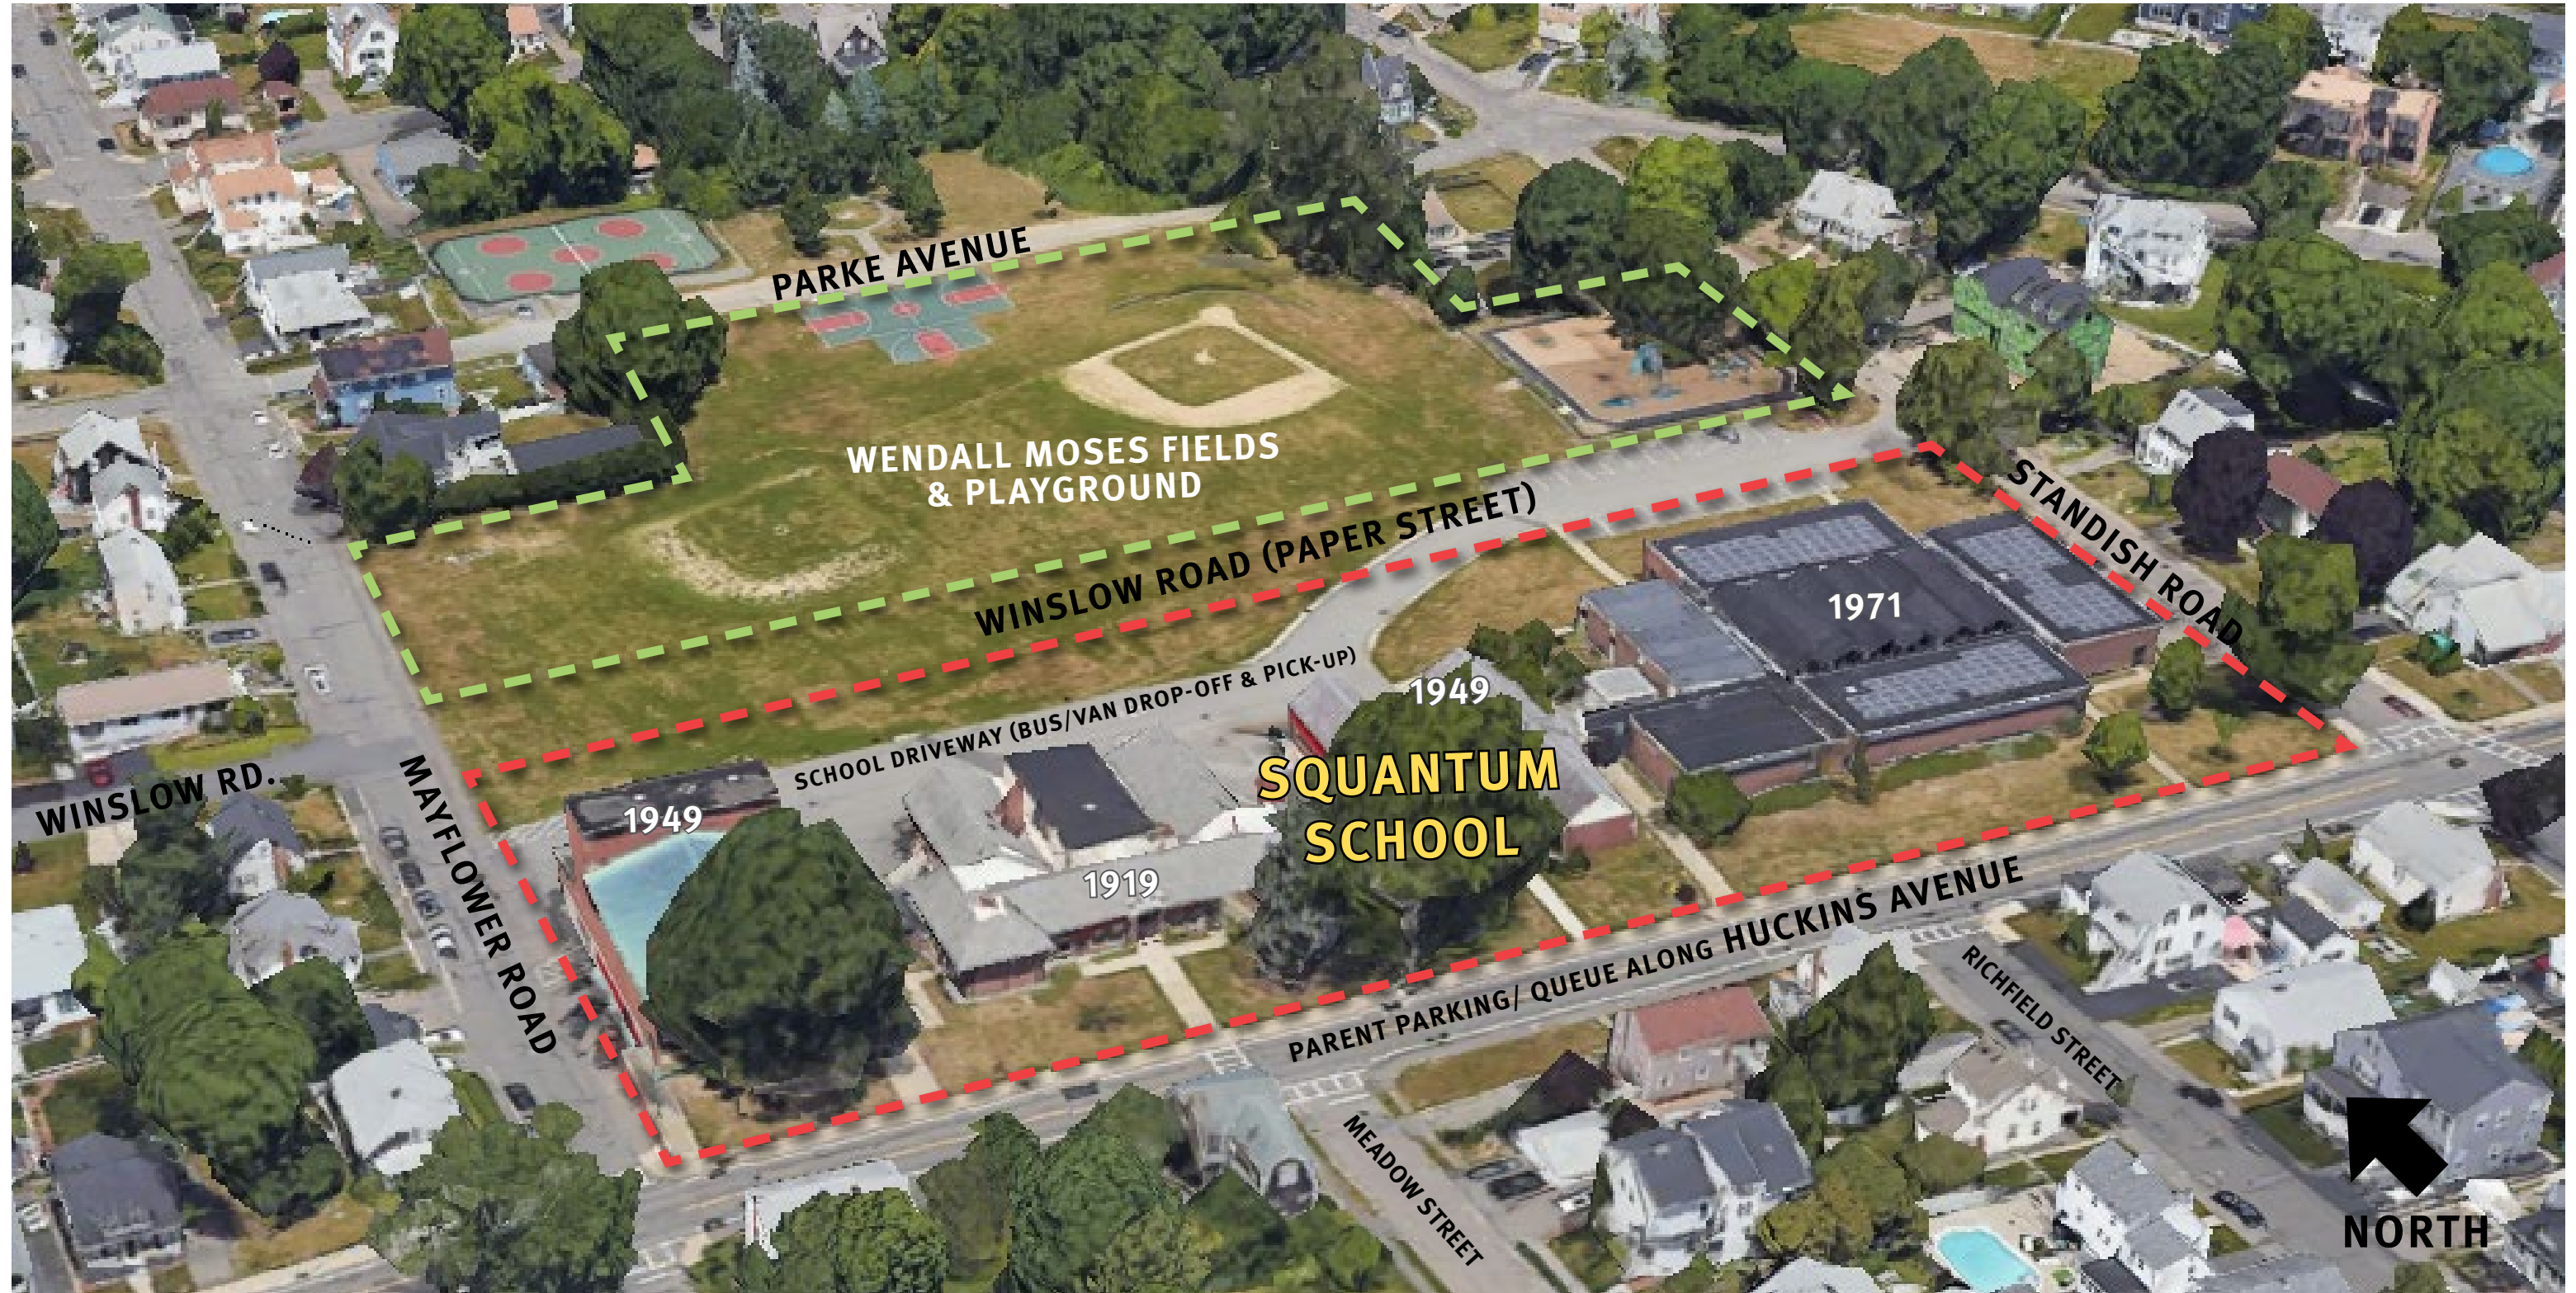 PARKE AVENUE
WENDALL MOSES FIELDS
& PLAYGROUND
WINSLOW ROAD (PAPER STREET)
STANDISH ROAD
1971
SCHOOL DRIVEWAY (BUS/VAN DROP-OFF & PICK-UP)
1949
SQUANTUM
SCHOOL
WINSLOW RD.
MAYFLOWER ROAD
1949
1919
PARENT PARKING/ QUEUE ALONG HUCKINS AVENUE
RICHFIELD STREET
MEADOW STREET
NORTH